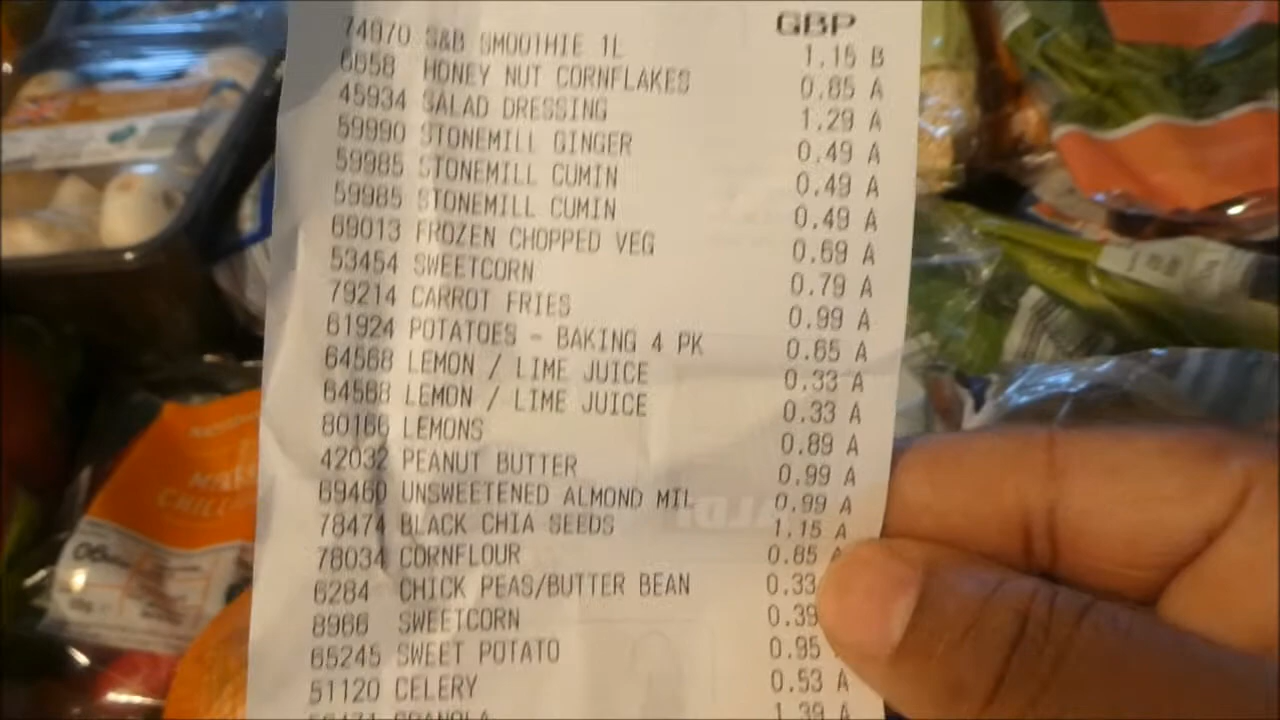 GBP
74970 S&B SMOOTHIE 1L 1.15 B
6658 HONEY NUT CORNFLAKES 0.85 A
45934 SALAD DRESSING 1.29 A
59990 STONEMILL GINGER 0.49 A
59985 STONEMILL CUMIN 0.49 A
59985 STONEMILL CUMIN 0.49 A
69013 FROZEN CHOPPED VEG 0.69 A
53454 SWEETCORN 0.79 A
79214 CARROT FRIES 0.99 A
61924 POTATOES - BAKING 4 PK 0.65 A
64568 LEMON / LIME JUICE 0.33 A
64568 LEMON / LIME JUICE 0.33 A
80166 LEMONS 0.89 A
42032 PEANUT BUTTER 0.99 A
69460 UNSWEETENED ALMOND MIL 0.99 A
78474 BLACK CHIA SEEDS 1.15 A
78034 CORNFLOUR 0.85 A
6284 CHICK PEAS/BUTTER BEAN 0.33
8966 SWEETCORN 0.39
65245 SWEET POTATO 0.95
51120 CELERY 0.53 A
GRANOLA 1.39 A